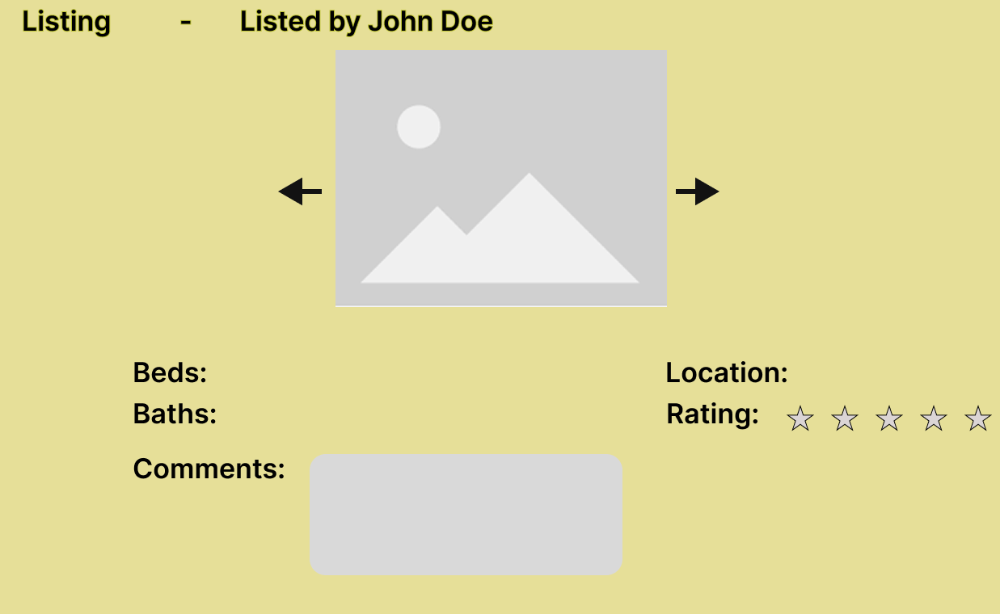 Listing - Listed by John Doe
Beds:
Location:
Baths:
Rating:
Comments: